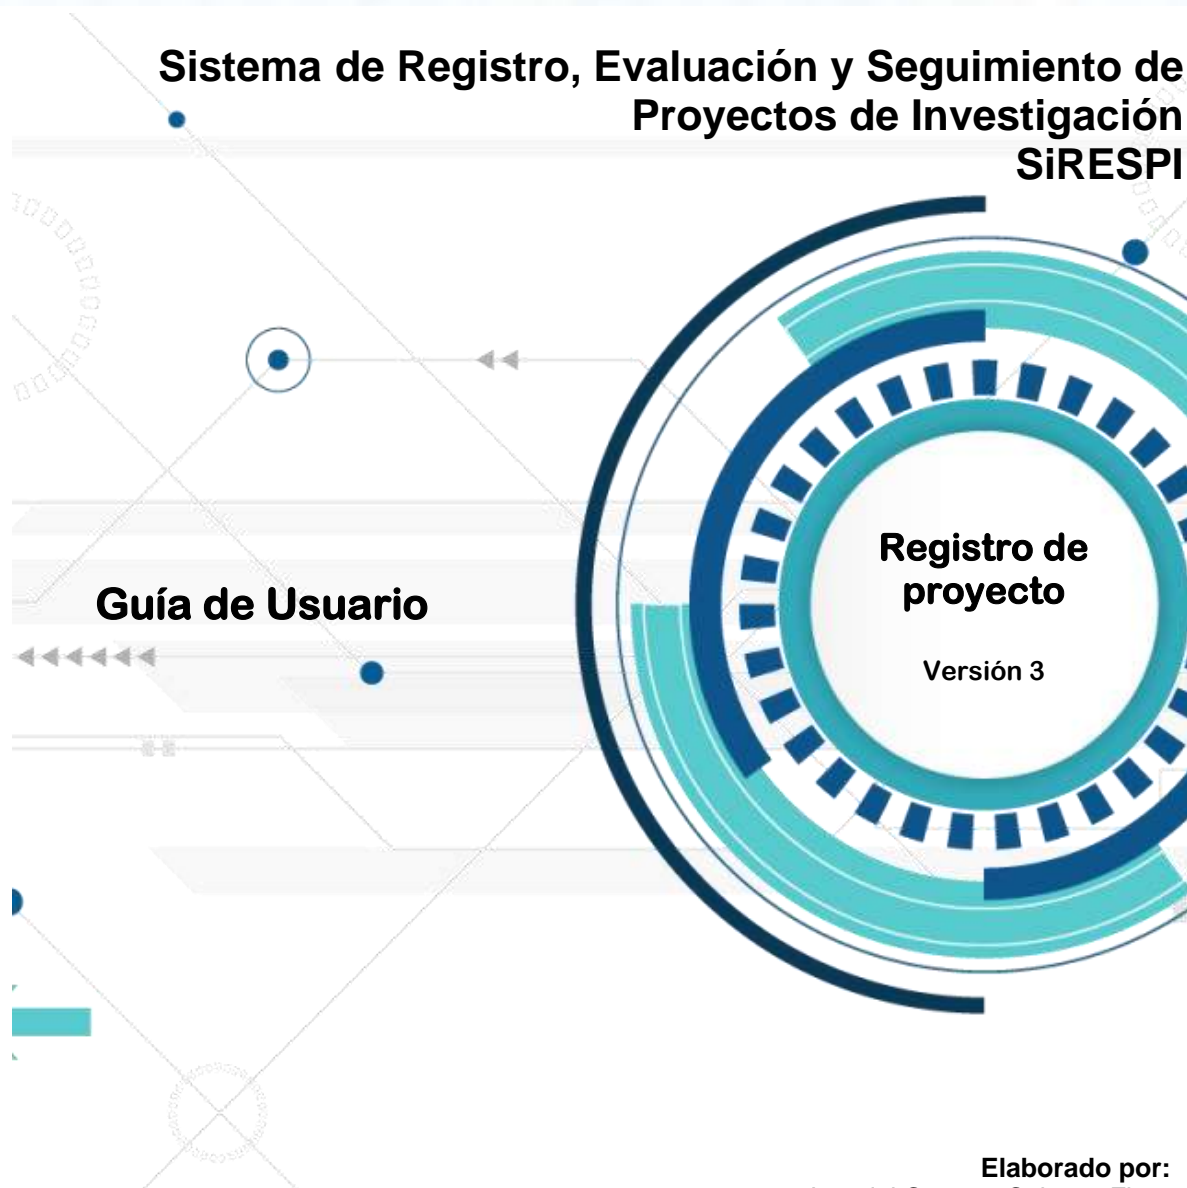 Sistema de Registro, Evaluación y Seguimiento de
Proyectos de Investigación
SiRESPI
Registro de
proyecto
Guía de Usuario
Versión 3
Elaborado por: